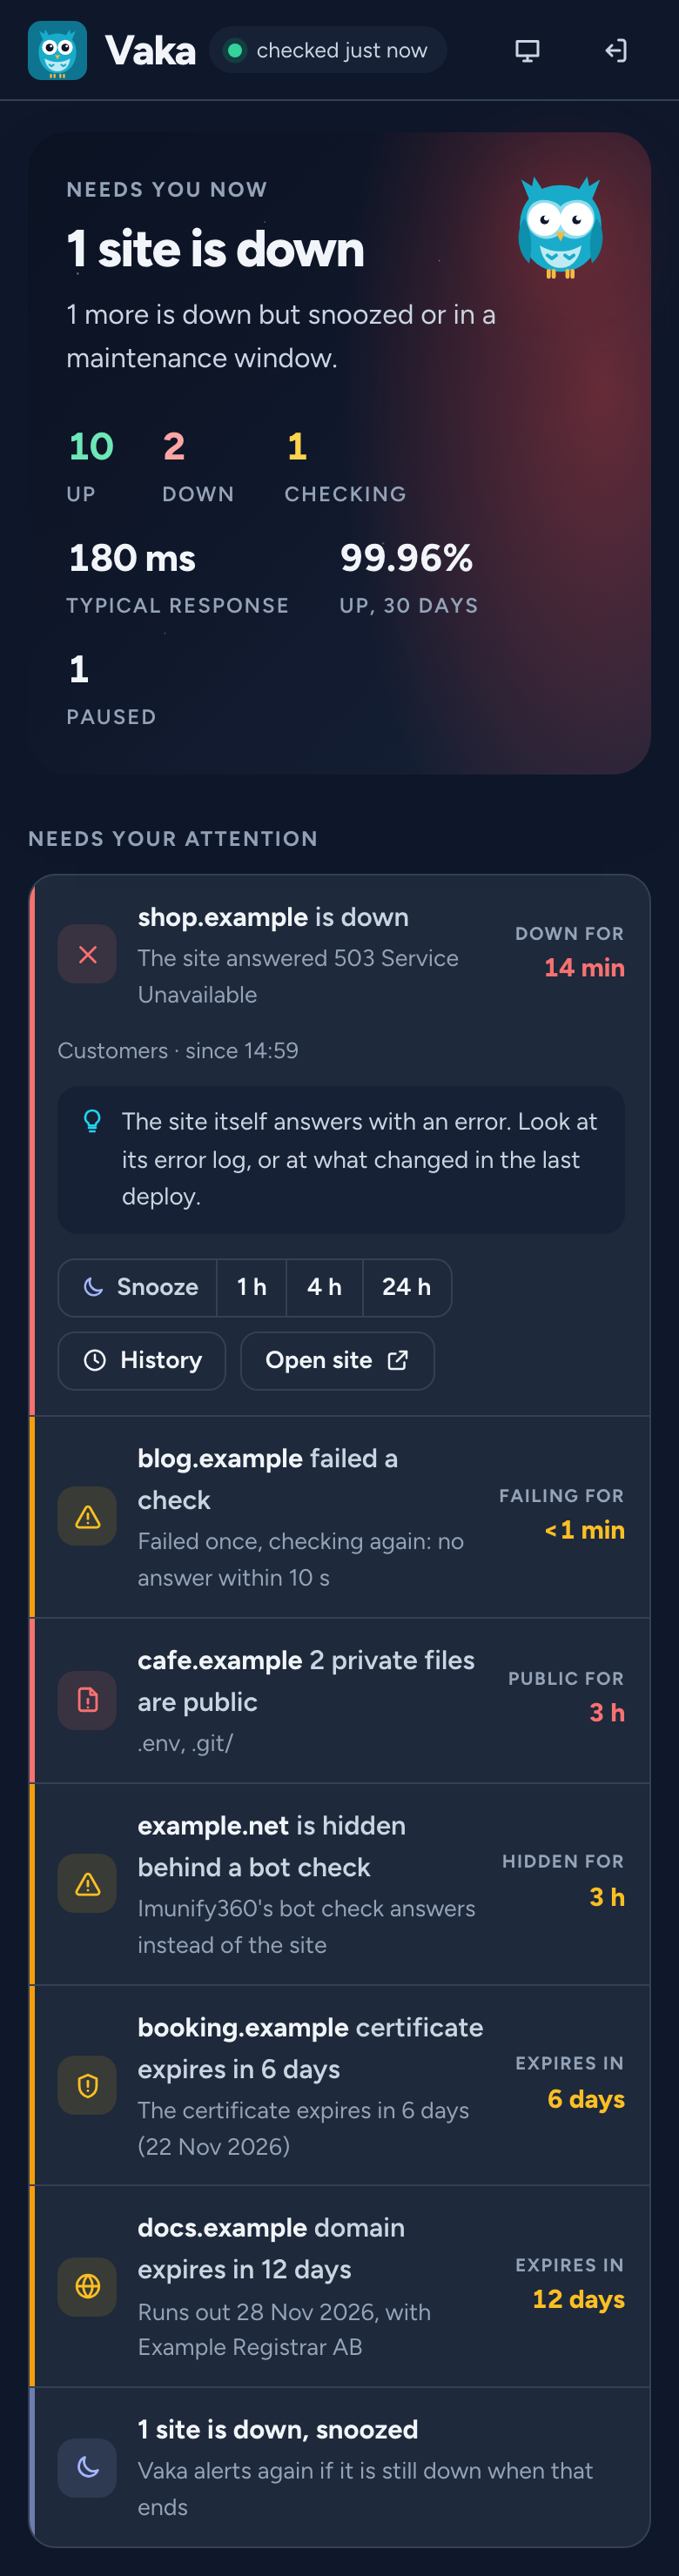 Vaka
checked just now
NEEDS YOU NOW
1 site is down
1 more is down but snoozed or in a
maintenance window.
10 2 1
UP DOWN CHECKING
180 ms 99.96%
TYPICAL RESPONSE UP, 30 DAYS
1
PAUSED
NEEDS YOUR ATTENTION
shop.example is down
The site answered 503 Service
Unavailable
DOWN FOR
14 min
Customers · since 14:59
The site itself answers with an error. Look at
its error log, or at what changed in the last
deploy.
Snooze 1 h 4 h 24 h
History Open site
blog.example failed a
check
Failed once, checking again: no
answer within 10 s
FAILING FOR
<1 min
cafe.example 2 private files
are public
.env, .git/
PUBLIC FOR
3 h
example.net is hidden
behind a bot check
Imunify360's bot check answers
instead of the site
HIDDEN FOR
3 h
booking.example certificate
expires in 6 days
The certificate expires in 6 days
(22 Nov 2026)
EXPIRES IN
6 days
docs.example domain
expires in 12 days
Runs out 28 Nov 2026, with
Example Registrar AB
EXPIRES IN
12 days
1 site is down, snoozed
Vaka alerts again if it is still down when that
ends